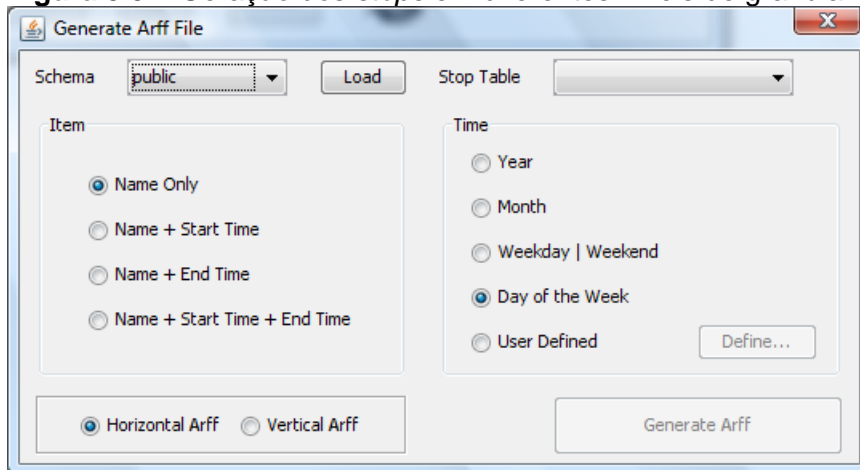 Generate Arff File
Schema public Load Stop Table
Item
Name Only
Name + Start Time
Name + End Time
Name + Start Time + End Time
Time
Year
Month
Weekday | Weekend
Day of the Week
User Defined Define...
Horizontal Arff Vertical Arff
Generate Arff